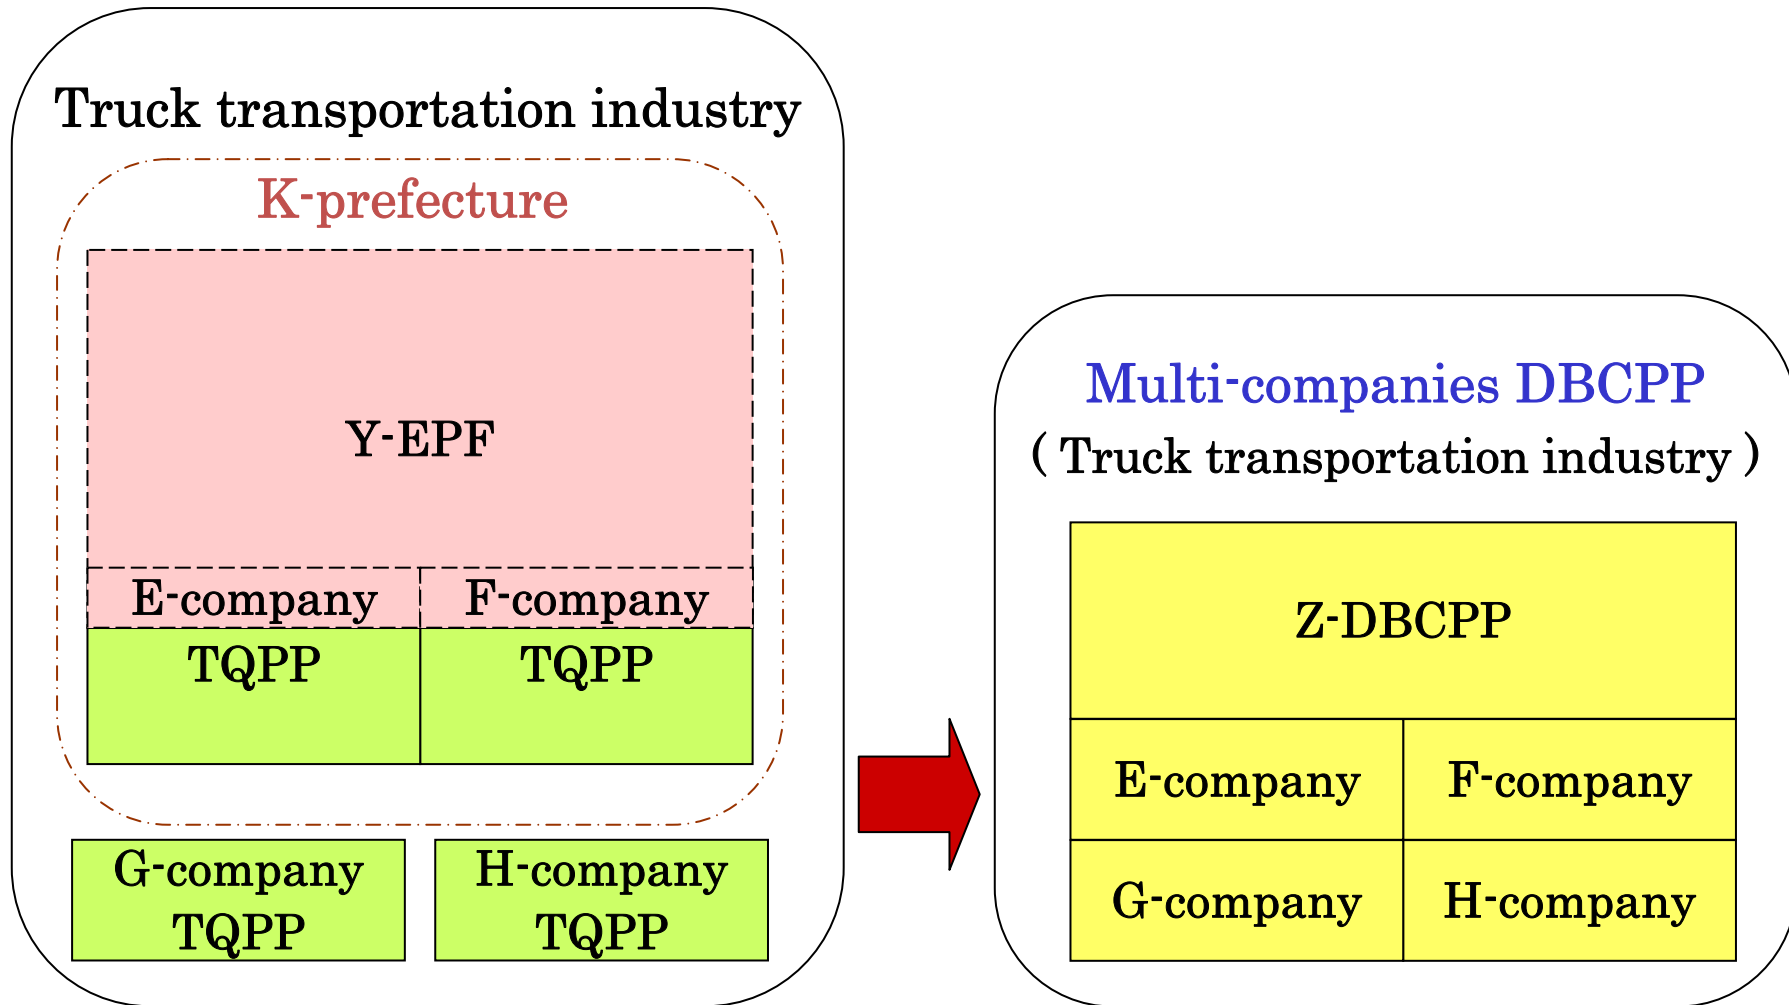 Truck transportation industry
K-prefecture
Y-EPF
E-company
F-company
TQPP
TQPP
G-company
TQPP
H-company
TQPP
Multi-companies DBCPP
( Truck transportation industry )
Z-DBCPP
E-company
F-company
G-company
H-company